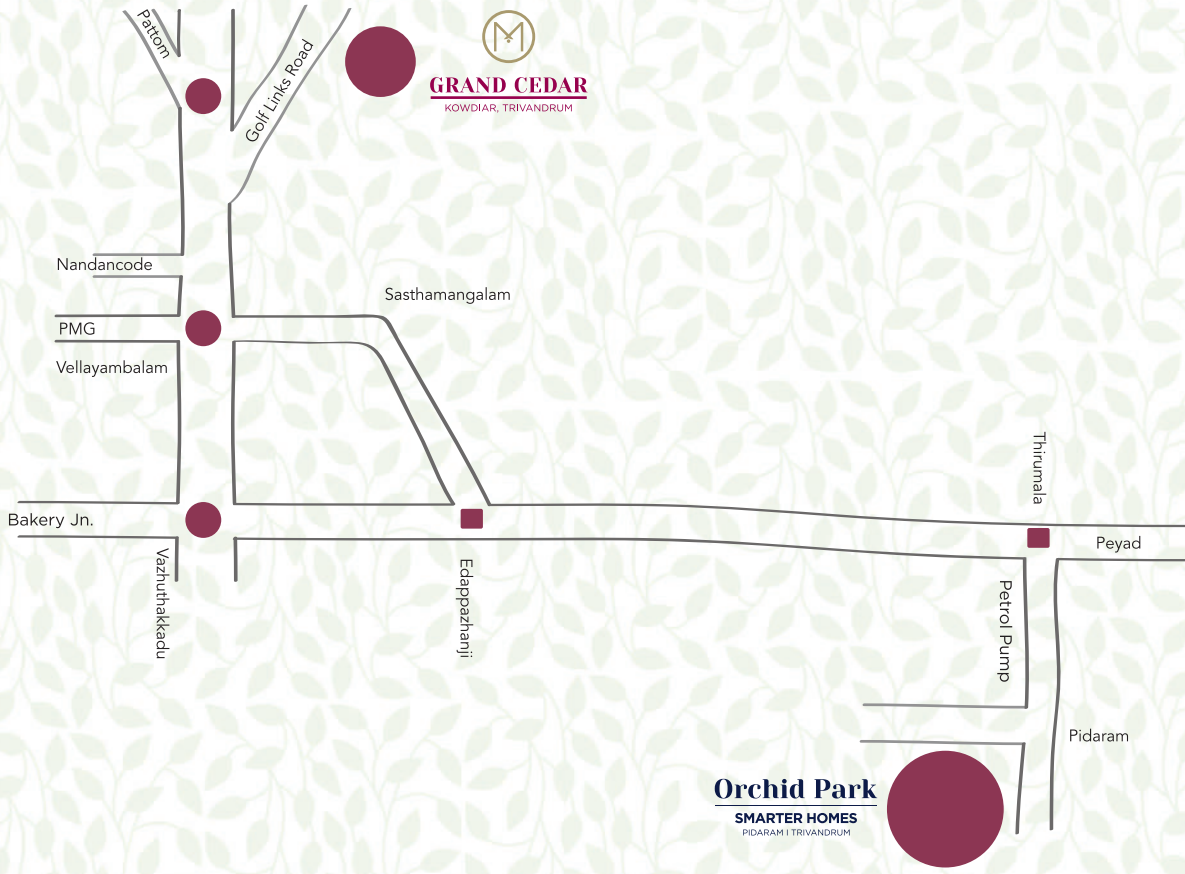 Pattom
Golf Links Road
M
GRAND CEDAR
KOWDIAR, TRIVANDRUM
Nandancode
Sasthamangalam
PMG
Vellayambalam
Thirumala
Bakery Jn.
Peyad
Vazhuthakkadu
Edappazhanji
Petrol Pump
Pidaram
Orchid Park
SMARTER HOMES
PIDARAM I TRIVANDRUM